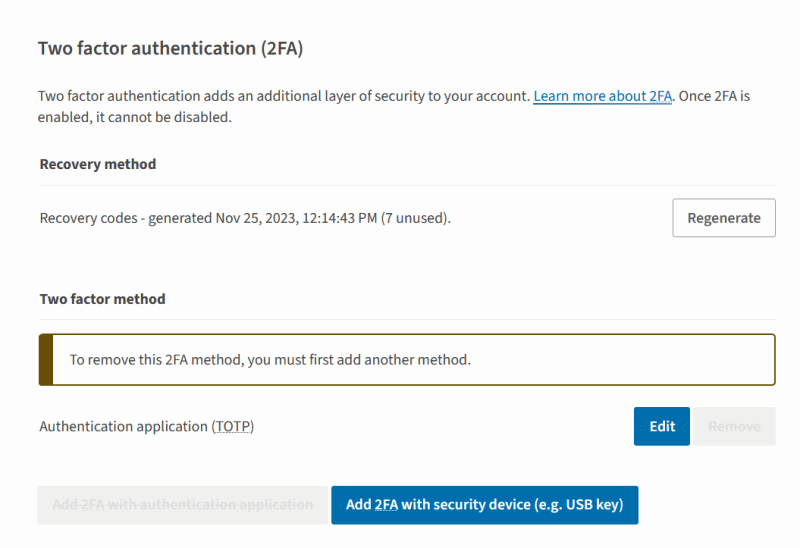 Two factor authentication (2FA)
Two factor authentication adds an additional layer of security to your account. Learn more about 2FA. Once 2FA is
enabled, it cannot be disabled.
Recovery method
Recovery codes - generated Nov 25, 2023, 12:14:43 PM (7 unused).
Regenerate
Two factor method
To remove this 2FA method, you must first add another method.
Authentication application (TOTP)
Edit
Remove
Add 2FA with authentication application
Add 2FA with security device (e.g. USB key)